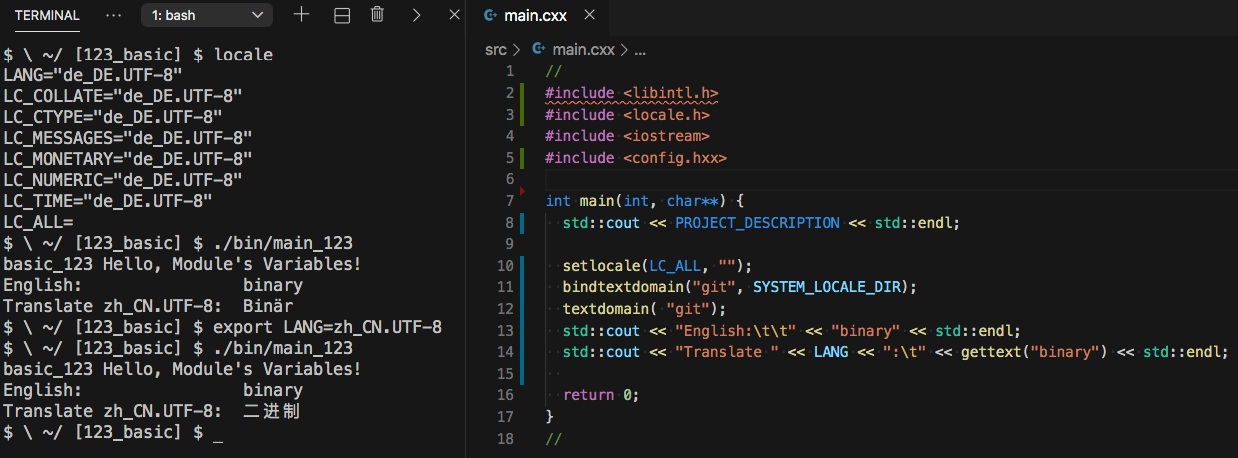 TERMINAL ··· 1: bash
$ \ ~/ [123_basic] $ locale
LANG="de_DE.UTF-8"
LC_COLLATE="de_DE.UTF-8"
LC_CTYPE="de_DE.UTF-8"
LC_MESSAGES="de_DE.UTF-8"
LC_MONETARY="de_DE.UTF-8"
LC_NUMERIC="de_DE.UTF-8"
LC_TIME="de_DE.UTF-8"
LC_ALL=
$ \ ~/ [123_basic] $ ./bin/main_123
basic_123 Hello, Module's Variables!
English: binary
Translate zh_CN.UTF-8: Binär
$ \ ~/ [123_basic] $ export LANG=zh_CN.UTF-8
$ \ ~/ [123_basic] $ ./bin/main_123
basic_123 Hello, Module's Variables!
English: binary
Translate zh_CN.UTF-8: 二进制
$ \ ~/ [123_basic] $ _
main.cxx
src > main.cxx > ...
1 //
2 #include <libintl.h>
3 #include <locale.h>
4 #include <iostream>
5 #include <config.hxx>
6
7 int main(int, char**) {
8 std::cout << PROJECT_DESCRIPTION << std::endl;
9
10 setlocale(LC_ALL, "");
11 bindtextdomain("git", SYSTEM_LOCALE_DIR);
12 textdomain( "git");
13 std::cout << "English:\t\t" << "binary" << std::endl;
14 std::cout << "Translate " << LANG << ":\t" << gettext("binary") << std::endl;
15
16 return 0;
17 }
18 //